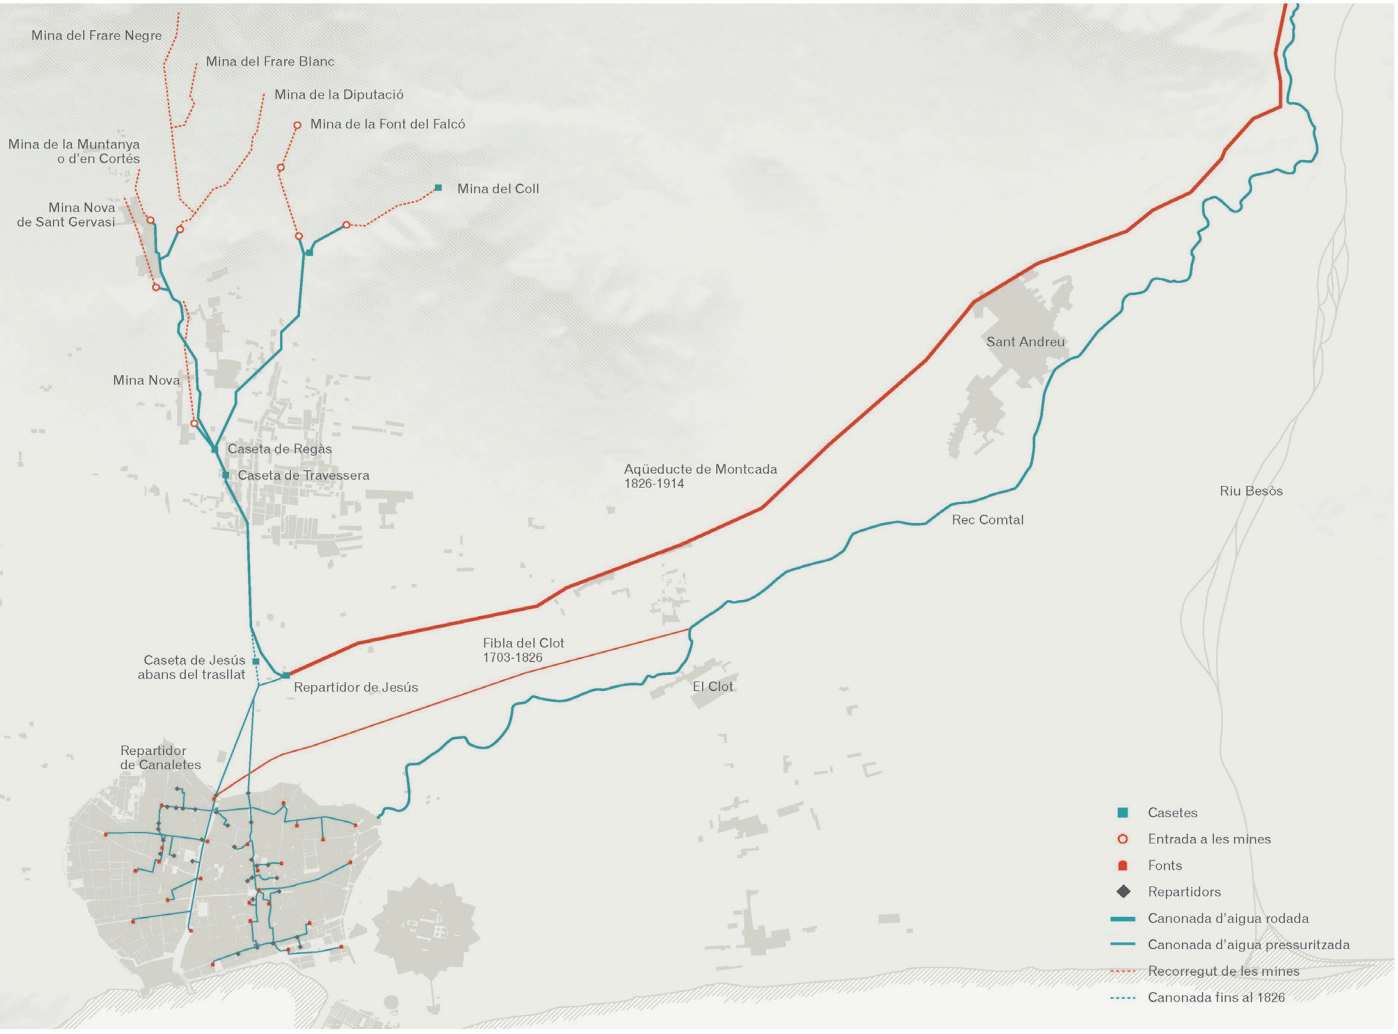 Mina del Frare Negre
Mina del Frare Blanc
Mina de la Diputació
Mina de la Font del Falcó
Mina de la Muntanya
o d'en Cortés
Mina del Coll
Mina Nova
de Sant Gervasi
Sant Andreu
Mina Nova
Caseta de Regàs
Caseta de Travessera
Aqüeducte de Montcada
1826-1914
Riu Besòs
Rec Comtal
Fibla del Clot
1703-1826
Caseta de Jesús
abans del trasllat
Repartidor de Jesús
El Clot
Repartidor
de Canaletes
Casetes
Entrada a les mines
Fonts
Repartidors
Canonada d'aigua rodada
Canonada d'aigua pressuritzada
Recorregut de les mines
Canonada fins al 1826